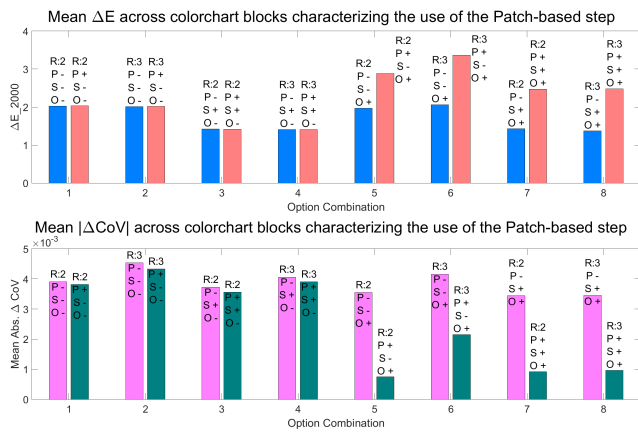 Mean ΔE across colorchart blocks characterizing the use of the Patch-based step
4
3
2
1
0
ΔE_2000
R:2 R:2
P - P +
S - S -
O - O -
R:3 R:3
P - P +
S - S -
O - O -
R:2 R:2
P - P +
S + S +
O - O -
R:3 R:3
P - P +
S + S +
O - O -
R:2
P -
S -
O +
R:2
P +
S -
O +
R:3
P -
S -
O +
R:3
P +
S -
O +
R:2
P -
S +
O +
R:2
P +
S +
O +
R:3
P -
S +
O +
R:3
P +
S +
O +
1 2 3 4 5 6 7 8
Option Combination
Mean |ΔCoV| across colorchart blocks characterizing the use of the Patch-based step
×10-3
5
4
3
2
1
0
Mean Abs. Δ CoV
R:2 R:2
P - P +
S - S -
O - O -
R:3 R:3
P - P +
S - S -
O - O -
R:2 R:2
P - P +
S + S +
O - O -
R:3 R:3
P - P +
S + S +
O - O -
R:2
P -
S -
O +
R:2
P +
S -
O +
R:3
P -
S -
O +
R:3
P +
S -
O +
R:2
P -
S +
O +
R:2
P +
S +
O +
R:3
P -
S +
O +
R:3
P +
S +
O +
1 2 3 4 5 6 7 8
Option Combination